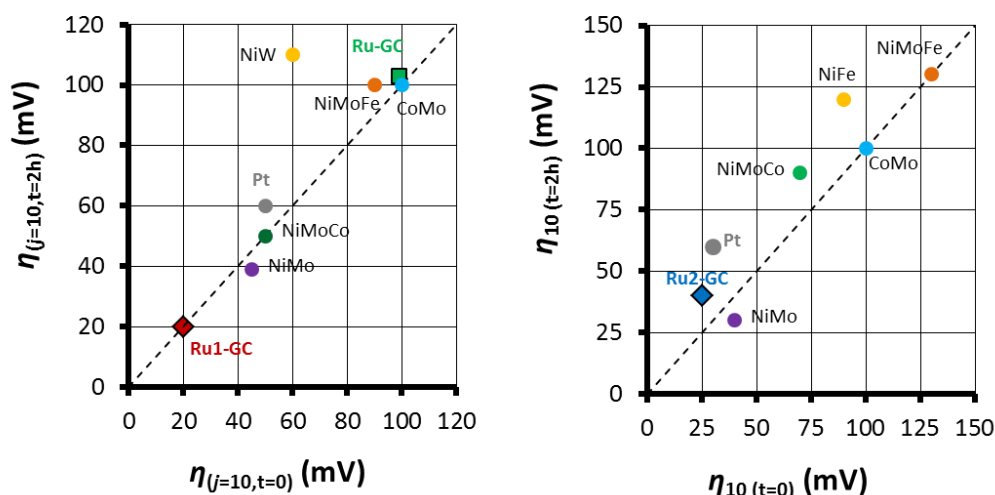 120
100
80
60
40
20
0
0 20 40 60 80 100 120
η(j=10,t=2h) (mV)
η(j=10,t=0) (mV)
NiW
Ru-GC
NiMoFe
CoMo
Pt
NiMoCo
NiMo
Ru1-GC
150
125
100
75
50
25
0
0 25 50 75 100 125 150
η10 (t=2h) (mV)
η10 (t=0) (mV)
NiMoFe
NiFe
CoMo
NiMoCo
Pt
Ru2-GC
NiMo